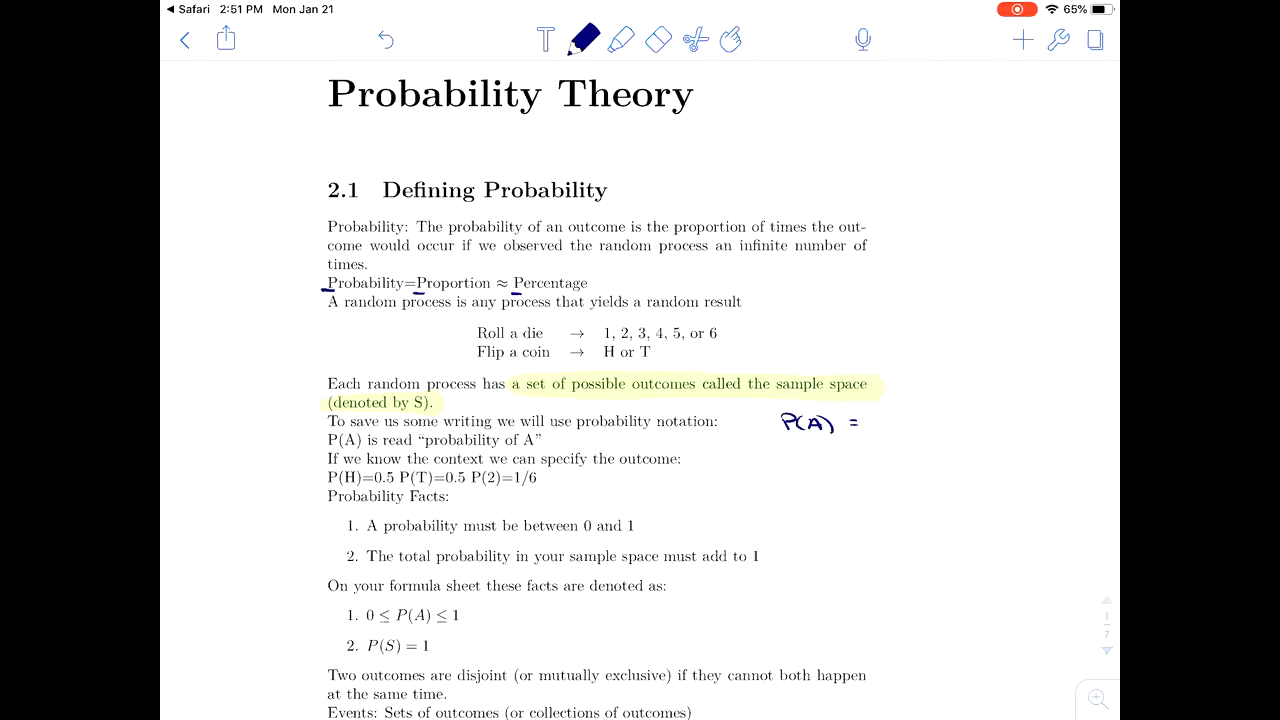 Safari 2:51 PM Mon Jan 21
65%
T
Probability Theory
2.1 Defining Probability
Probability: The probability of an outcome is the proportion of times the out-
come would occur if we observed the random process an infinite number of
times.
Probability=Proportion ≈ Percentage
A random process is any process that yields a random result
Roll a die → 1, 2, 3, 4, 5, or 6
Flip a coin → H or T
Each random process has a set of possible outcomes called the sample space
(denoted by S).
To save us some writing we will use probability notation:
P(A) =
P(A) is read “probability of A”
If we know the context we can specify the outcome:
P(H)=0.5 P(T)=0.5 P(2)=1/6
Probability Facts:
1. A probability must be between 0 and 1
2. The total probability in your sample space must add to 1
On your formula sheet these facts are denoted as:
1. 0 ≤ P(A) ≤ 1
2. P(S) = 1
1
7
Two outcomes are disjoint (or mutually exclusive) if they cannot both happen
at the same time.
Events: Sets of outcomes (or collections of outcomes)